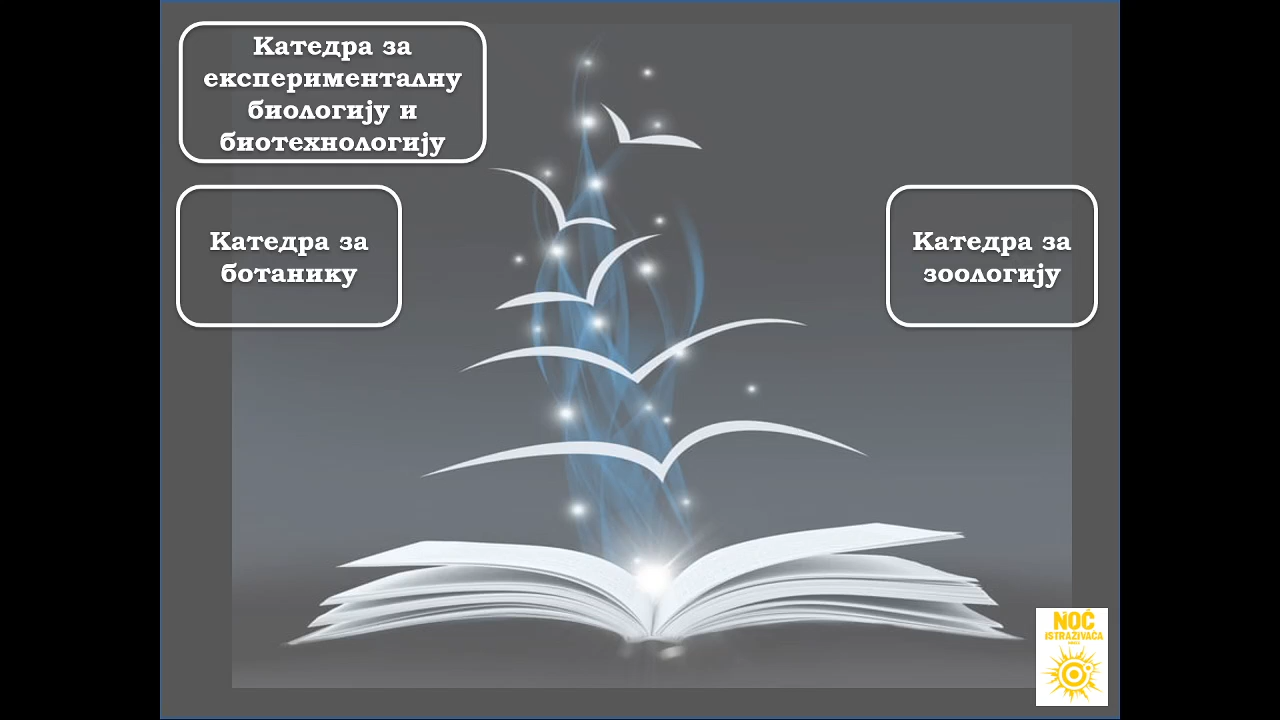 Катедра за
експерименталну
биологију и
биотехнологију
Катедра за
ботанику
Катедра за
зоологију
NOĆ
ISTRAŽIVAČA